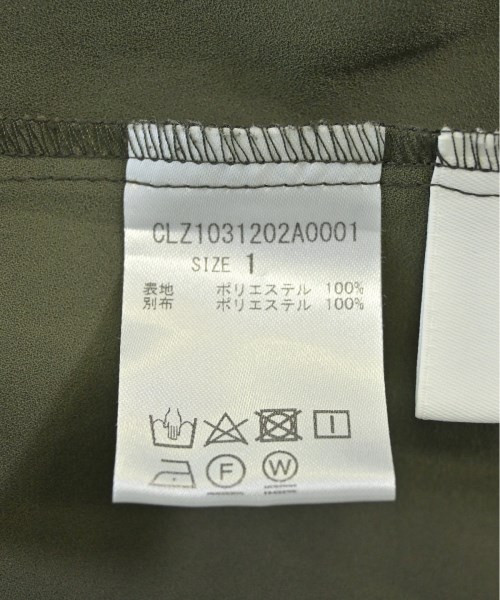 CLZ1031202A0001
SIZE 1
表地 ポリエステル 100%
別布 ポリエステル 100%
F W